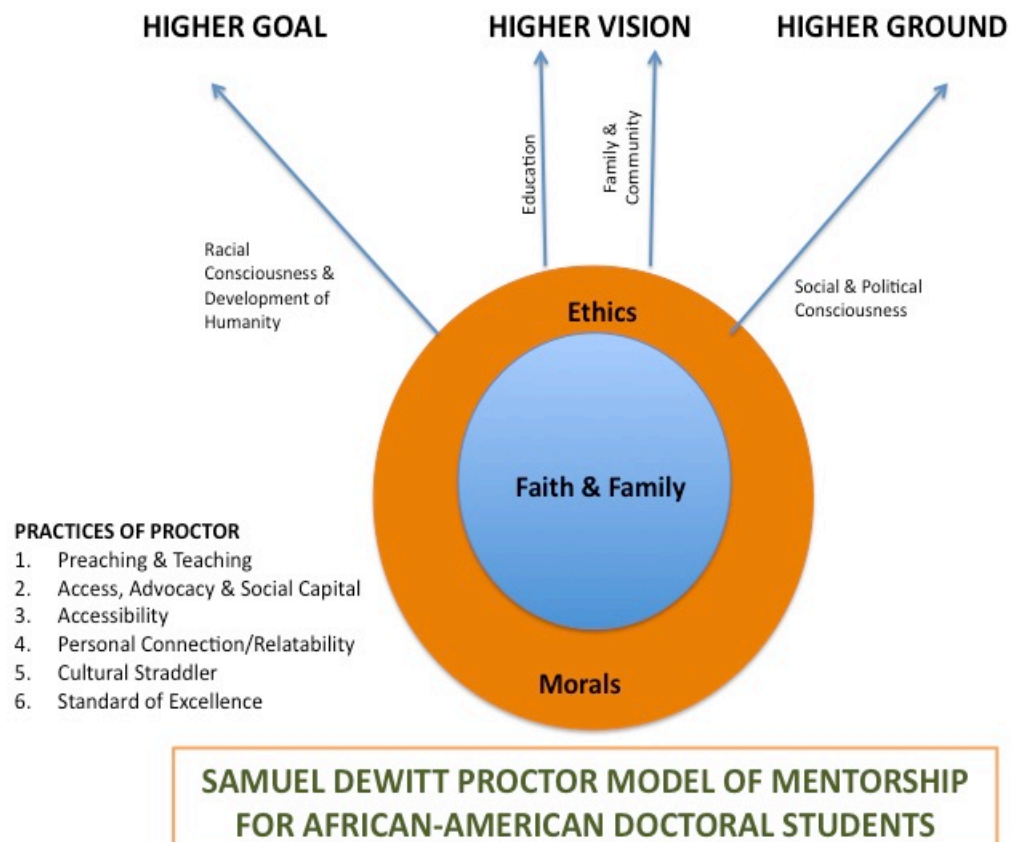 HIGHER GOAL
HIGHER VISION
HIGHER GROUND
Education
Family &
Community
Racial
Consciousness &
Development of
Humanity
Social & Political
Consciousness
Ethics
Faith & Family
Morals
PRACTICES OF PROCTOR
1. Preaching & Teaching
2. Access, Advocacy & Social Capital
3. Accessibility
4. Personal Connection/Relatability
5. Cultural Straddler
6. Standard of Excellence
SAMUEL DEWITT PROCTOR MODEL OF MENTORSHIP
FOR AFRICAN-AMERICAN DOCTORAL STUDENTS